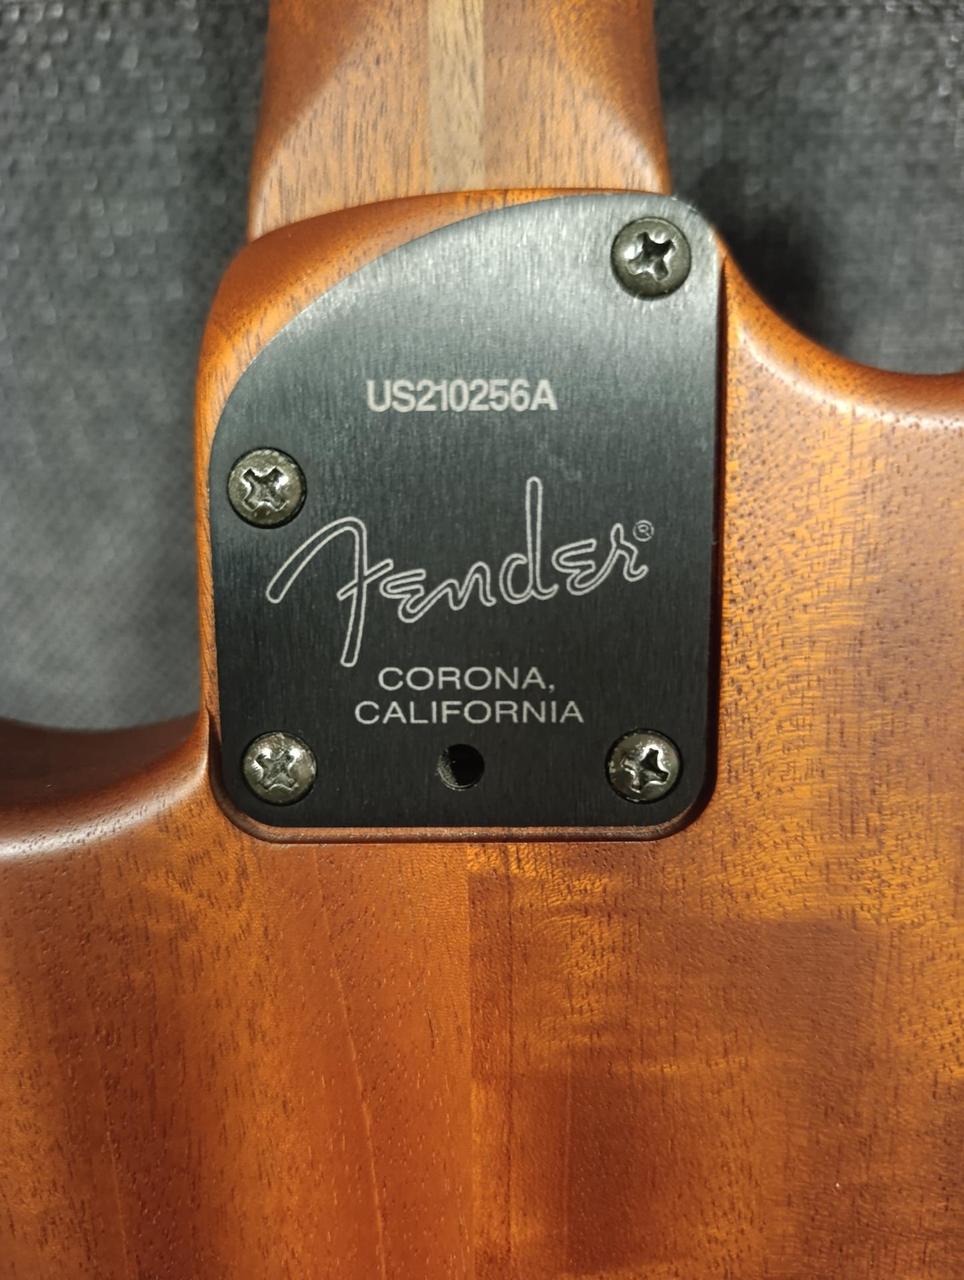 US210256A
Fender®
CORONA,
CALIFORNIA